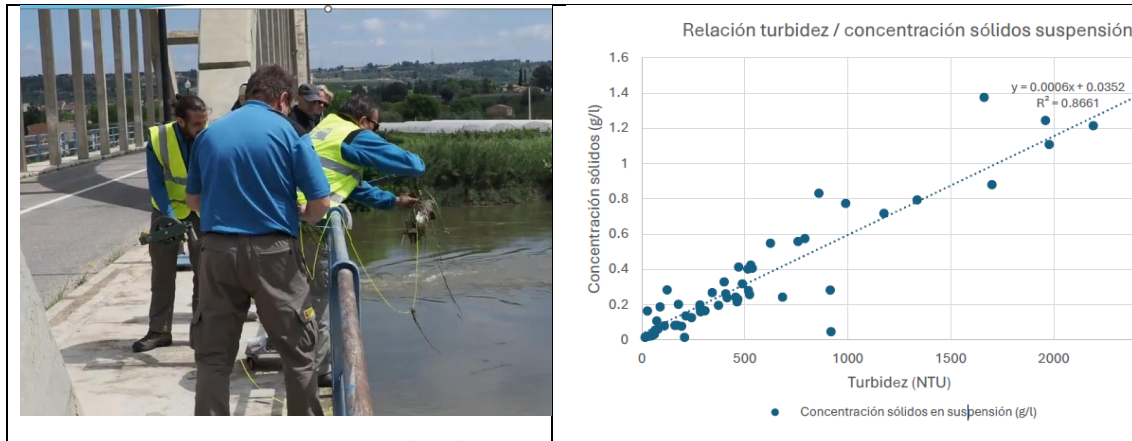 Relación turbidez / concentración sólidos suspensión
1.6
1.4
1.2
1
0.8
0.6
0.4
0.2
0
y = 0.0006x + 0.0352
R² = 0.8661
0 500 1000 1500 2000
Concentración sólidos (g/l)
Turbidez (NTU)
Concentración sólidos en suspensión (g/l)